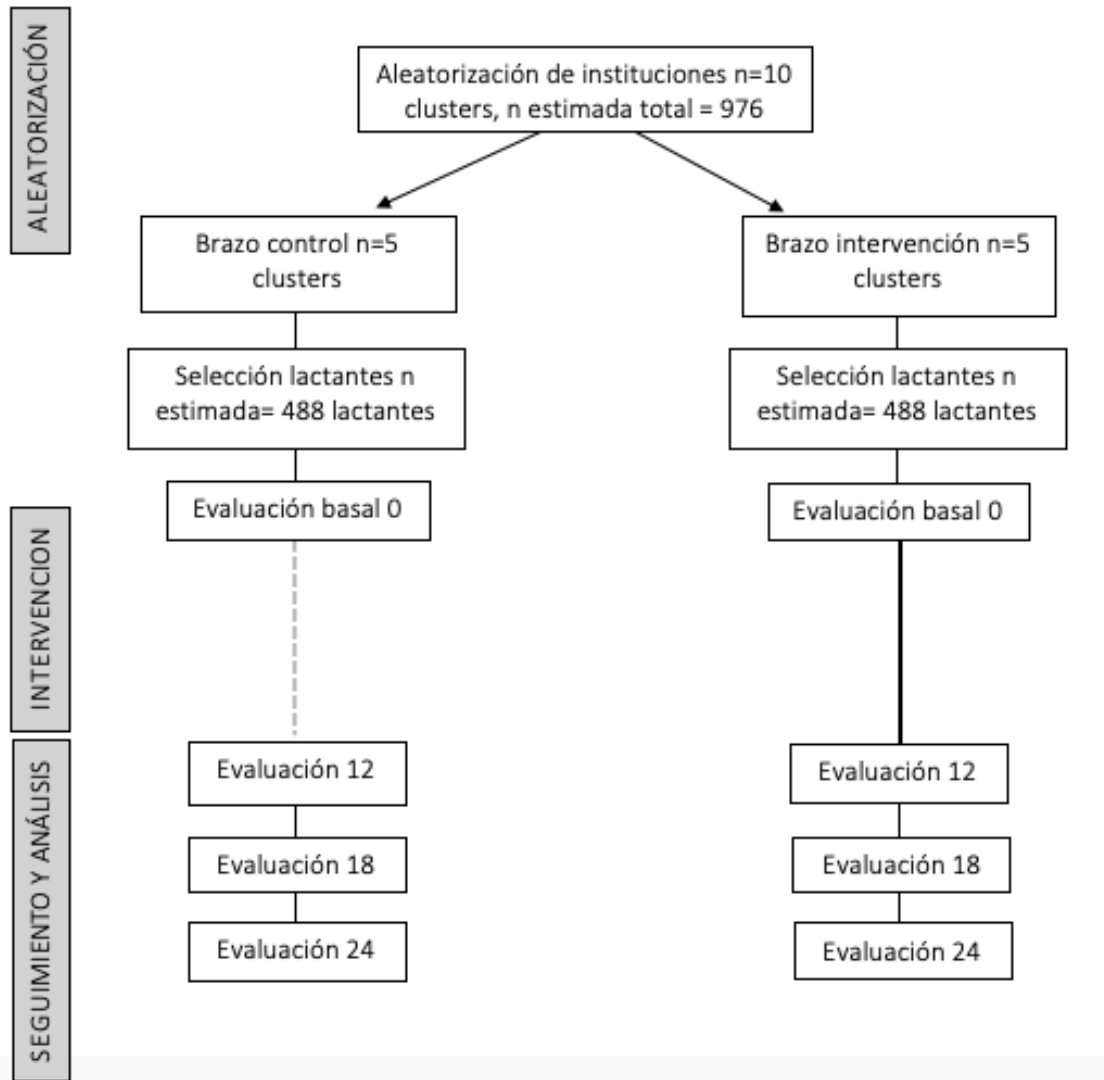 ALEATORIZACIÓN
Aleatorización de instituciones n=10
clusters, n estimada total = 976
Brazo control n=5
clusters
Brazo intervención n=5
clusters
Selección lactantes n
estimada= 488 lactantes
Selección lactantes n
estimada= 488 lactantes
Evaluación basal 0
Evaluación basal 0
INTERVENCION
SEGUIMIENTO Y ANÁLISIS
Evaluación 12
Evaluación 12
Evaluación 18
Evaluación 18
Evaluación 24
Evaluación 24